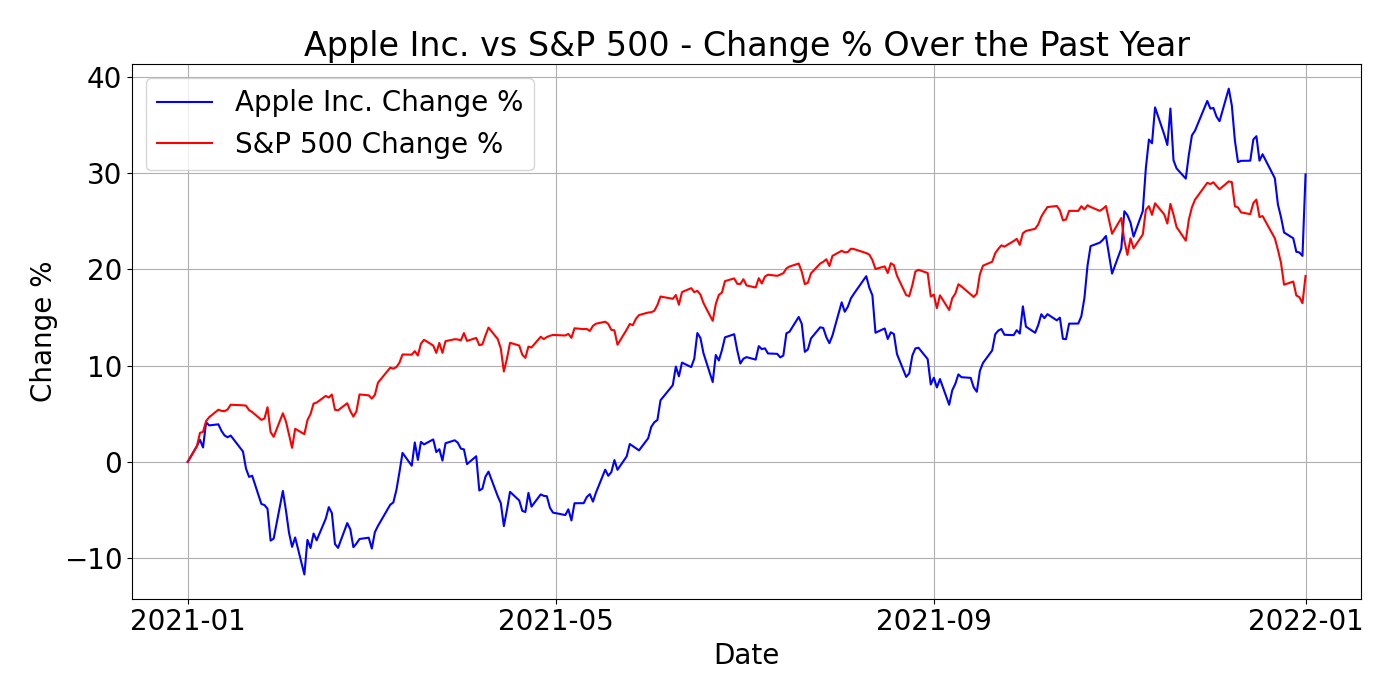 Apple Inc. vs S&P 500 - Change % Over the Past Year
40
30
20
10
0
−10
Change %
Apple Inc. Change %
S&P 500 Change %
2021-01 2021-05 2021-09 2022-01
Date